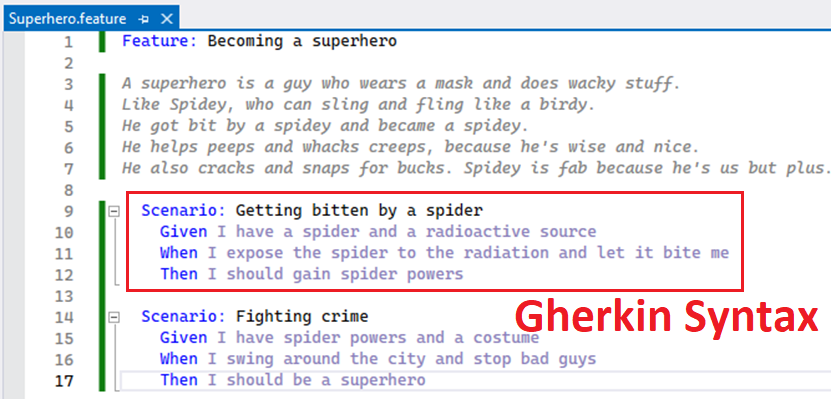 Superhero.feature
1 Feature: Becoming a superhero
2
3 A superhero is a guy who wears a mask and does wacky stuff.
4 Like Spidey, who can sling and fling like a birdy.
5 He got bit by a spidey and became a spidey.
6 He helps peeps and whacks creeps, because he's wise and nice.
7 He also cracks and snaps for bucks. Spidey is fab because he's us but plus.
8
9 Scenario: Getting bitten by a spider
10 Given I have a spider and a radioactive source
11 When I expose the spider to the radiation and let it bite me
12 Then I should gain spider powers
13
14 Scenario: Fighting crime
Gherkin Syntax
15 Given I have spider powers and a costume
16 When I swing around the city and stop bad guys
17 Then I should be a superhero